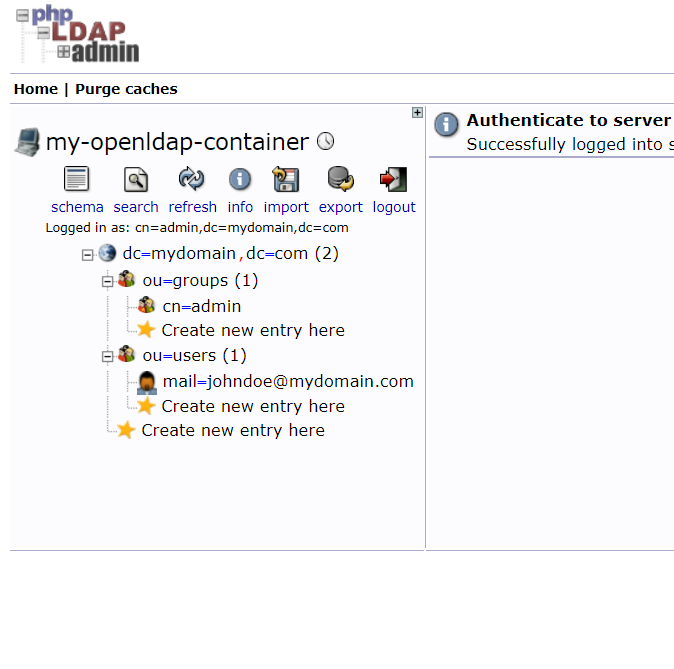 php
LDAP
admin
Home | Purge caches
my-openldap-container
schema search refresh info import export logout
Logged in as: cn=admin,dc=mydomain,dc=com
dc=mydomain,dc=com (2)
ou=groups (1)
cn=admin
Create new entry here
ou=users (1)
mail=johndoe@mydomain.com
Create new entry here
Create new entry here
Authenticate to server
Successfully logged into